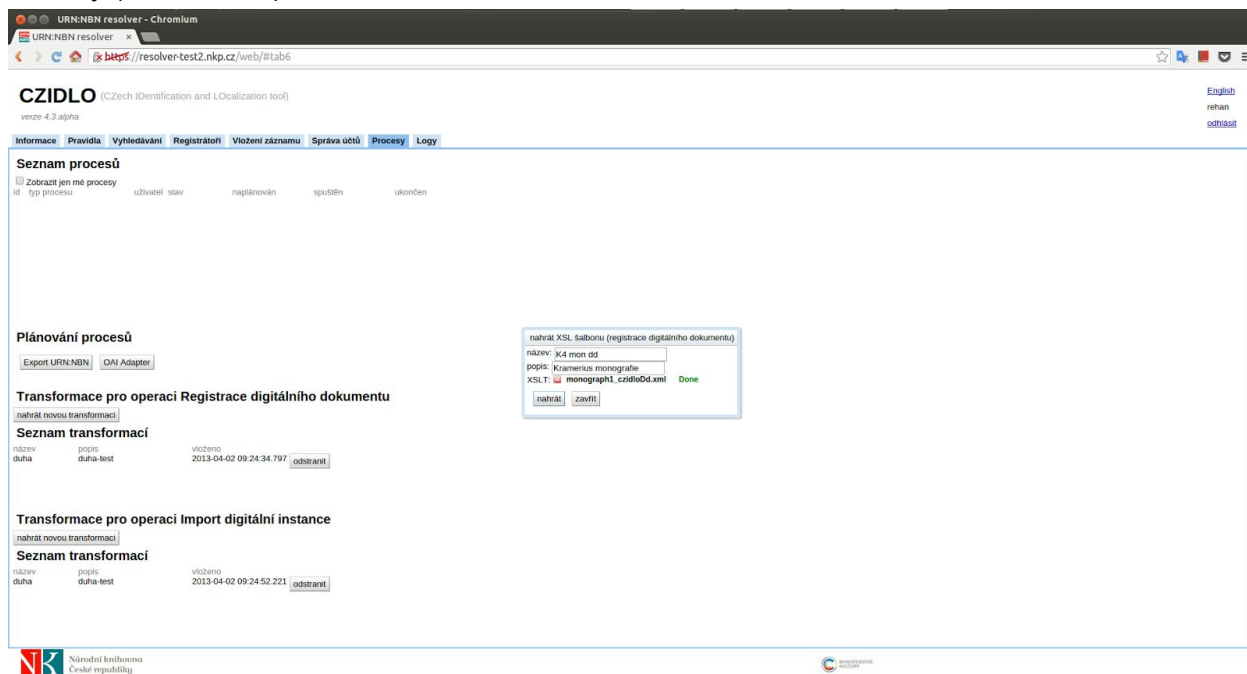 URN:NBN resolver - Chromium
URN:NBN resolver ×
https://resolver-test2.nkp.cz/web/#tab6
CZIDLO (CZech IDentification and LOcalization tool)
verze 4.3.alpha
English
rehan
odhlásit
Informace Pravidla Vyhledávání Registrátoři Vložení záznamu Správa účtů Procesy Logy
Seznam procesů
Zobrazit jen mé procesy
id typ procesu uživatel stav naplánován spuštěn ukončen
Plánování procesů
Export URN:NBN OAI Adapter
nahrát XSL šalbonu (registrace digitálního dokumentu)
název: K4 mon dd
popis: Kramerius monografie
XSLT: monograph1_czidloDd.xml Done
nahrát zavřít
Transformace pro operaci Registrace digitálního dokumentu
nahrát novou transformaci
Seznam transformací
název popis vloženo
duha duha-test 2013-04-02 09:24:34.797 odstranit
Transformace pro operaci Import digitální instance
nahrát novou transformaci
Seznam transformací
název popis vloženo
duha duha-test 2013-04-02 09:24:52.221 odstranit
NK Národní knihovna
České republiky
MINISTERSTVO
KULTURY